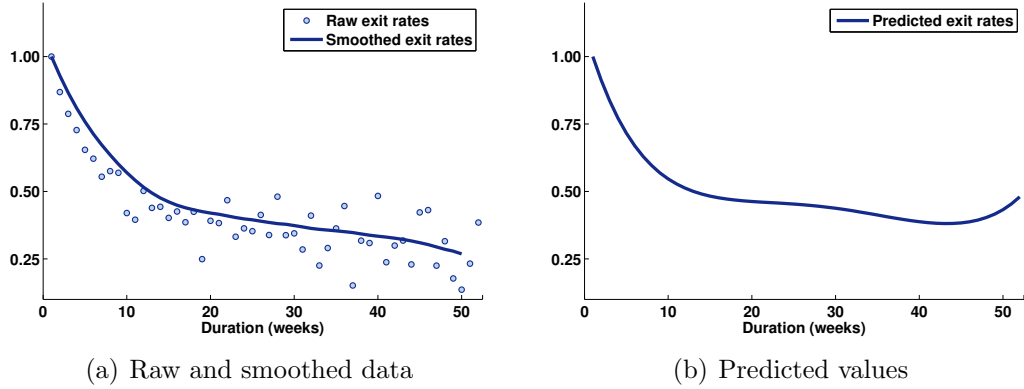 Raw exit rates
Smoothed exit rates
1.00
0.75
0.50
0.25
0 10 20 30 40 50
Duration (weeks)
(a) Raw and smoothed data
Predicted exit rates
1.00
0.75
0.50
0.25
0 10 20 30 40 50
Duration (weeks)
(b) Predicted values